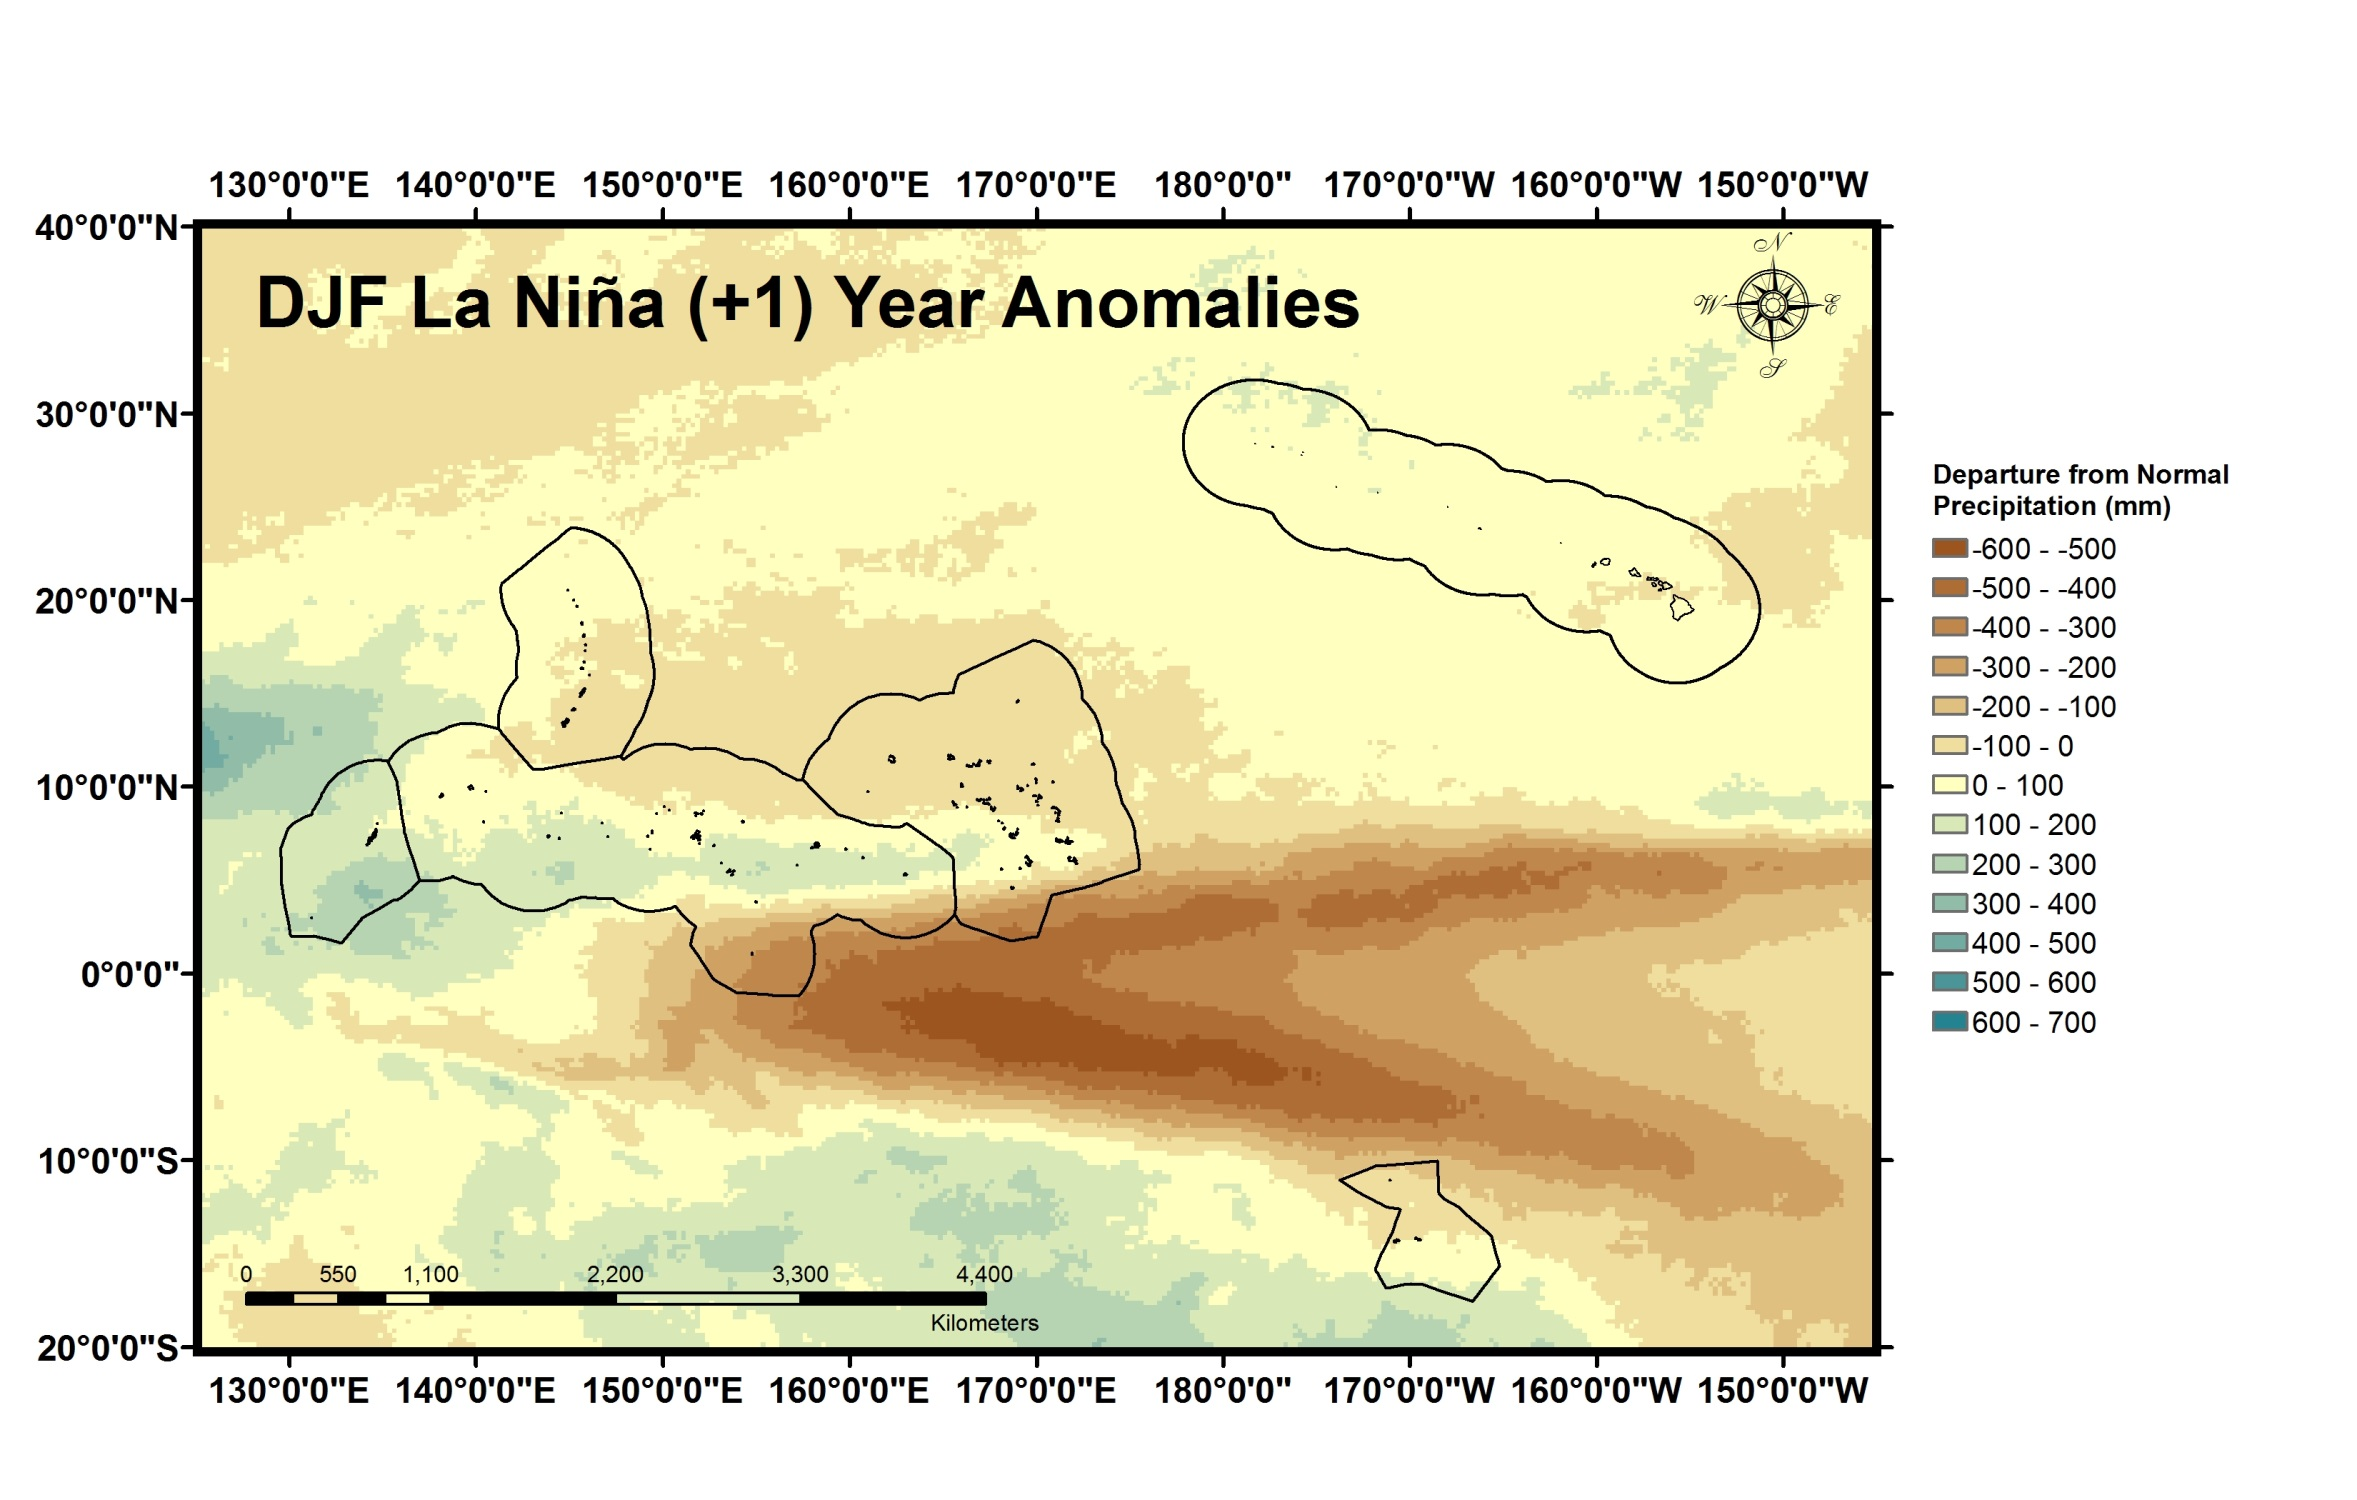 130°0'0"E 140°0'0"E 150°0'0"E 160°0'0"E 170°0'0"E 180°0'0" 170°0'0"W 160°0'0"W 150°0'0"W
40°0'0"N
30°0'0"N
20°0'0"N
10°0'0"N
0°0'0"
10°0'0"S
20°0'0"S
DJF La Niña (+1) Year Anomalies
N
W E
S
0 550 1,100 2,200 3,300 4,400
Kilometers
130°0'0"E 140°0'0"E 150°0'0"E 160°0'0"E 170°0'0"E 180°0'0" 170°0'0"W 160°0'0"W 150°0'0"W
Departure from Normal
Precipitation (mm)
-600 - -500
-500 - -400
-400 - -300
-300 - -200
-200 - -100
-100 - 0
0 - 100
100 - 200
200 - 300
300 - 400
400 - 500
500 - 600
600 - 700